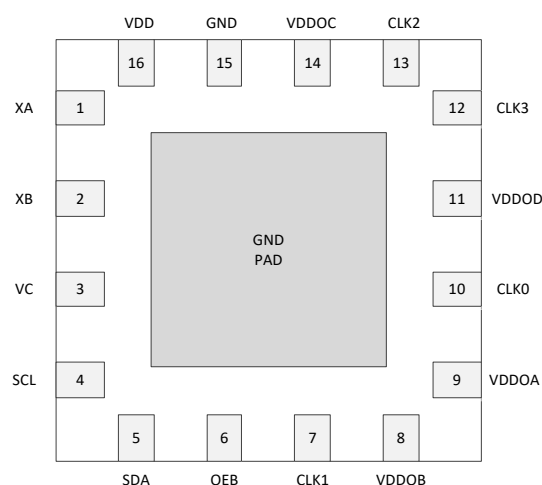 VDD GND VDDOC CLK2
16 15 14 13
XA 1 12 CLK3
XB 2 11 VDDOD
GND
PAD
VC 3 10 CLK0
SCL 4 9 VDDOA
5 6 7 8
SDA OEB CLK1 VDDOB